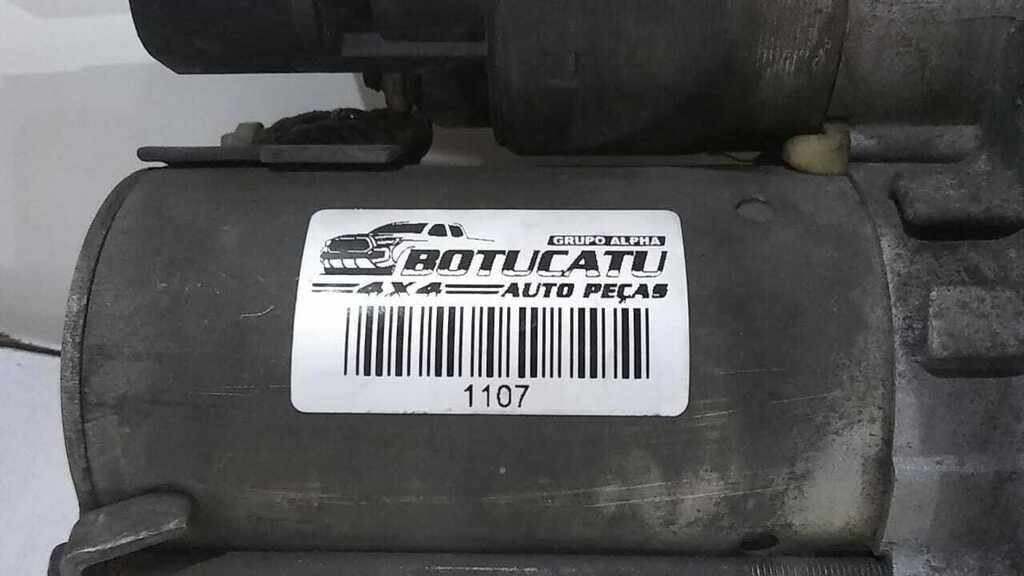 GRUPO ALPHA
BOTUCATU
4X4 AUTO PEÇAS
1107